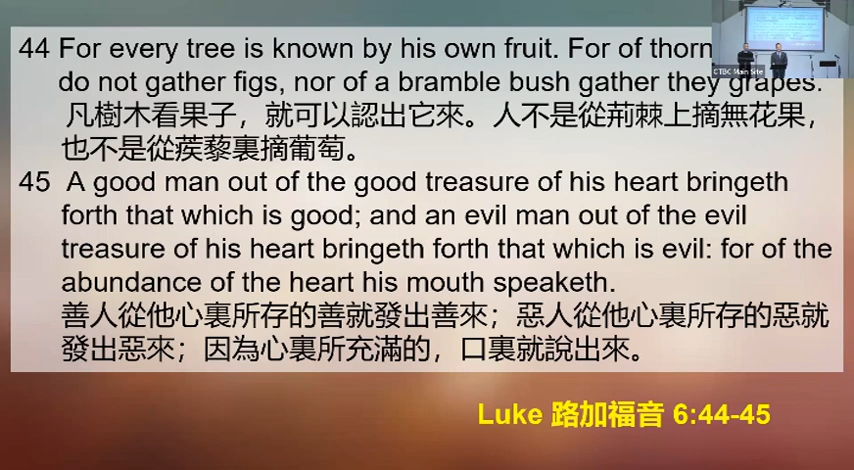 44 For every tree is known by his own fruit. For of thorn
do not gather figs, nor of a bramble bush gather they grapes.
凡樹木看果子，就可以認出它來。人不是從荊棘上摘無花果，
也不是從蒺藜裏摘葡萄。
45 A good man out of the good treasure of his heart bringeth
forth that which is good; and an evil man out of the evil
treasure of his heart bringeth forth that which is evil: for of the
abundance of the heart his mouth speaketh.
善人從他心裏所存的善就發出善來；惡人從他心裏所存的惡就
發出惡來；因為心裏所充滿的，口裏就說出來。
Luke 路加福音 6:44-45
CTBC Main Site